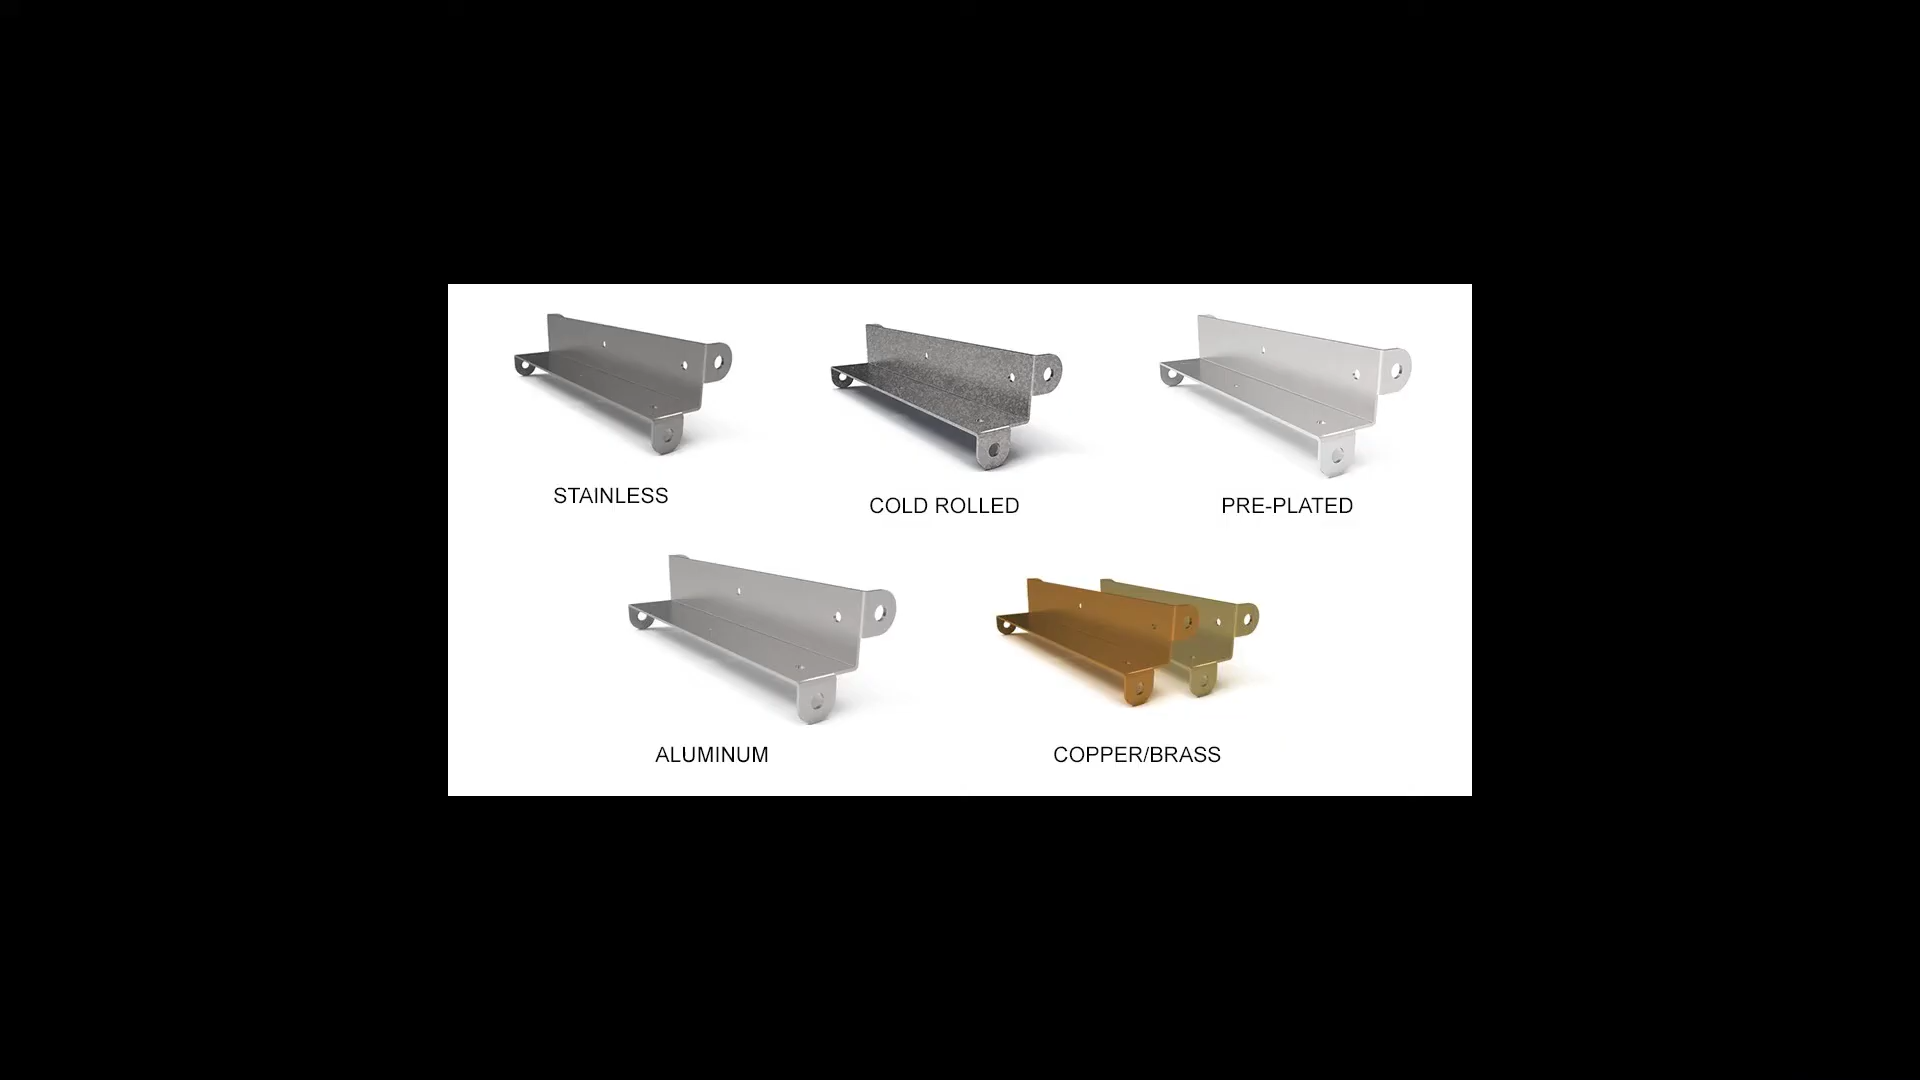 STAINLESS
COLD ROLLED
PRE-PLATED
ALUMINUM
COPPER/BRASS